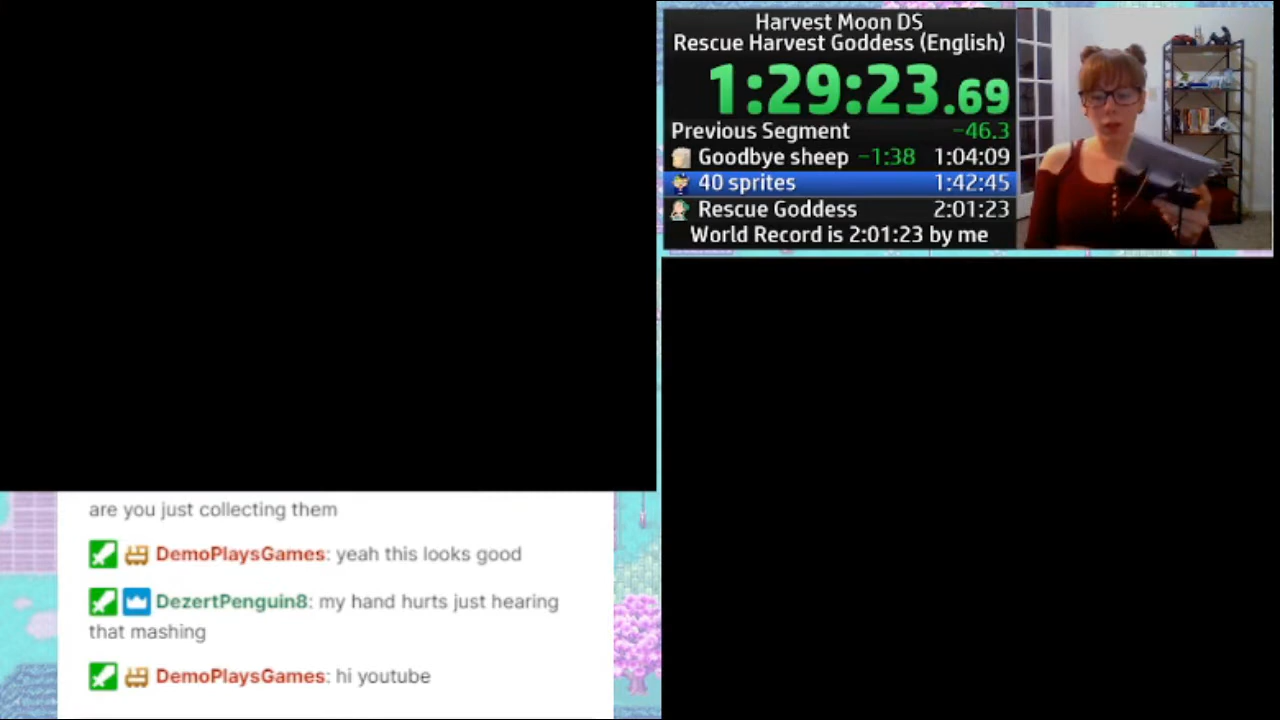 Harvest Moon DS
Rescue Harvest Goddess (English)
1:29:23.69
Previous Segment -46.3
Goodbye sheep -1:38 1:04:09
40 sprites 1:42:45
Rescue Goddess 2:01:23
World Record is 2:01:23 by me
are you just collecting them
DemoPlaysGames: yeah this looks good
DezertPenguin8: my hand hurts just hearing
that mashing
DemoPlaysGames: hi youtube